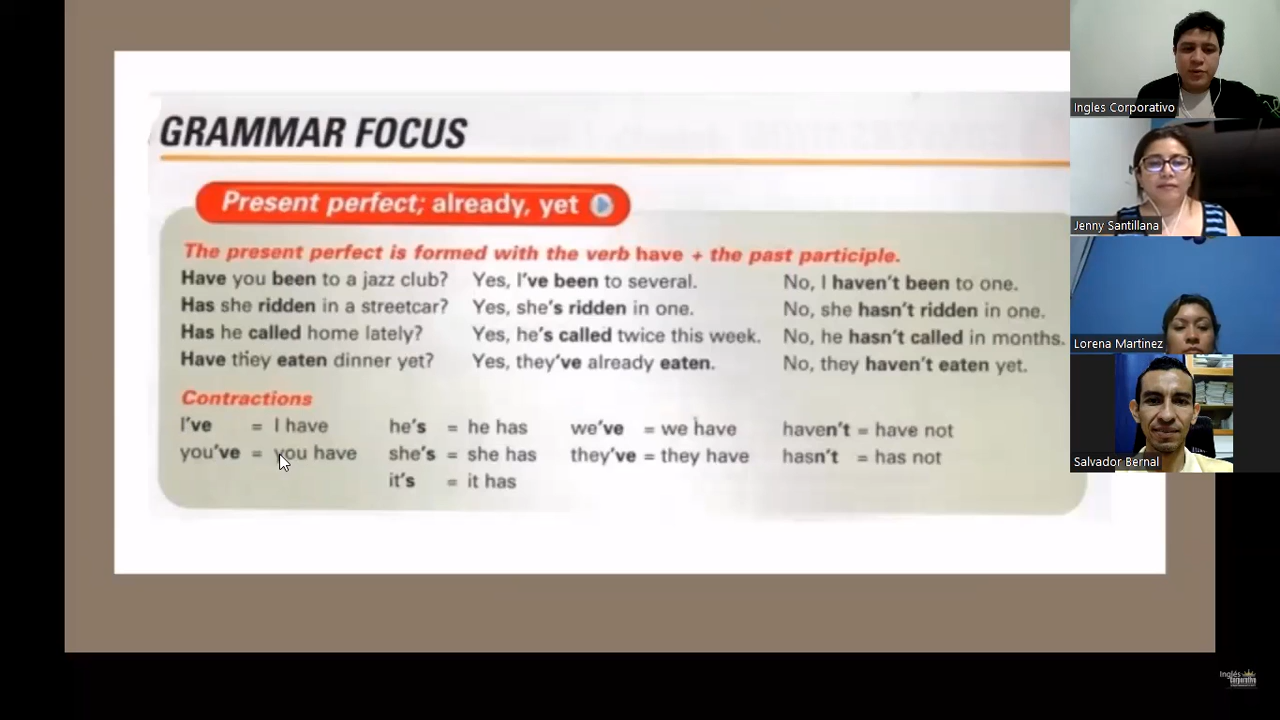 GRAMMAR FOCUS
Present perfect; already, yet
The present perfect is formed with the verb have + the past participle.
Have you been to a jazz club? Yes, I've been to several. No, I haven't been to one.
Has she ridden in a streetcar? Yes, she's ridden in one. No, she hasn't ridden in one.
Has he called home lately? Yes, he's called twice this week. No, he hasn't called in months.
Have they eaten dinner yet? Yes, they've already eaten. No, they haven't eaten yet.
Contractions
I've = I have he's = he has we've = we have haven't = have not
you've = you have she's = she has they've = they have hasn't = has not
it's = it has
Ingles Corporativo
Jenny Santillana
Lorena Martinez
Salvador Bernal
Inglés
Corporativo